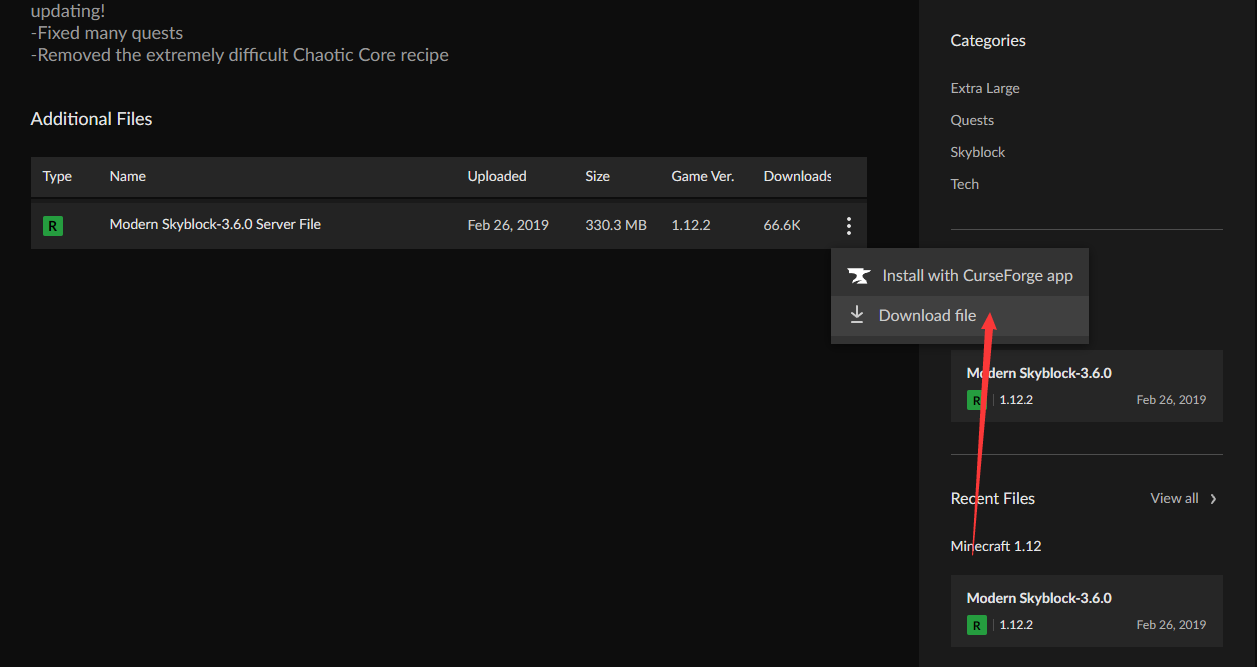 updating!
-Fixed many quests
-Removed the extremely difficult Chaotic Core recipe
Additional Files
Type Name Uploaded Size Game Ver. Downloads
R Modern Skyblock-3.6.0 Server File Feb 26, 2019 330.3 MB 1.12.2 66.6K
Install with CurseForge app
Download file
Categories
Extra Large
Quests
Skyblock
Tech
Modern Skyblock-3.6.0
R 1.12.2 Feb 26, 2019
Recent Files View all
Minecraft 1.12
Modern Skyblock-3.6.0
R 1.12.2 Feb 26, 2019